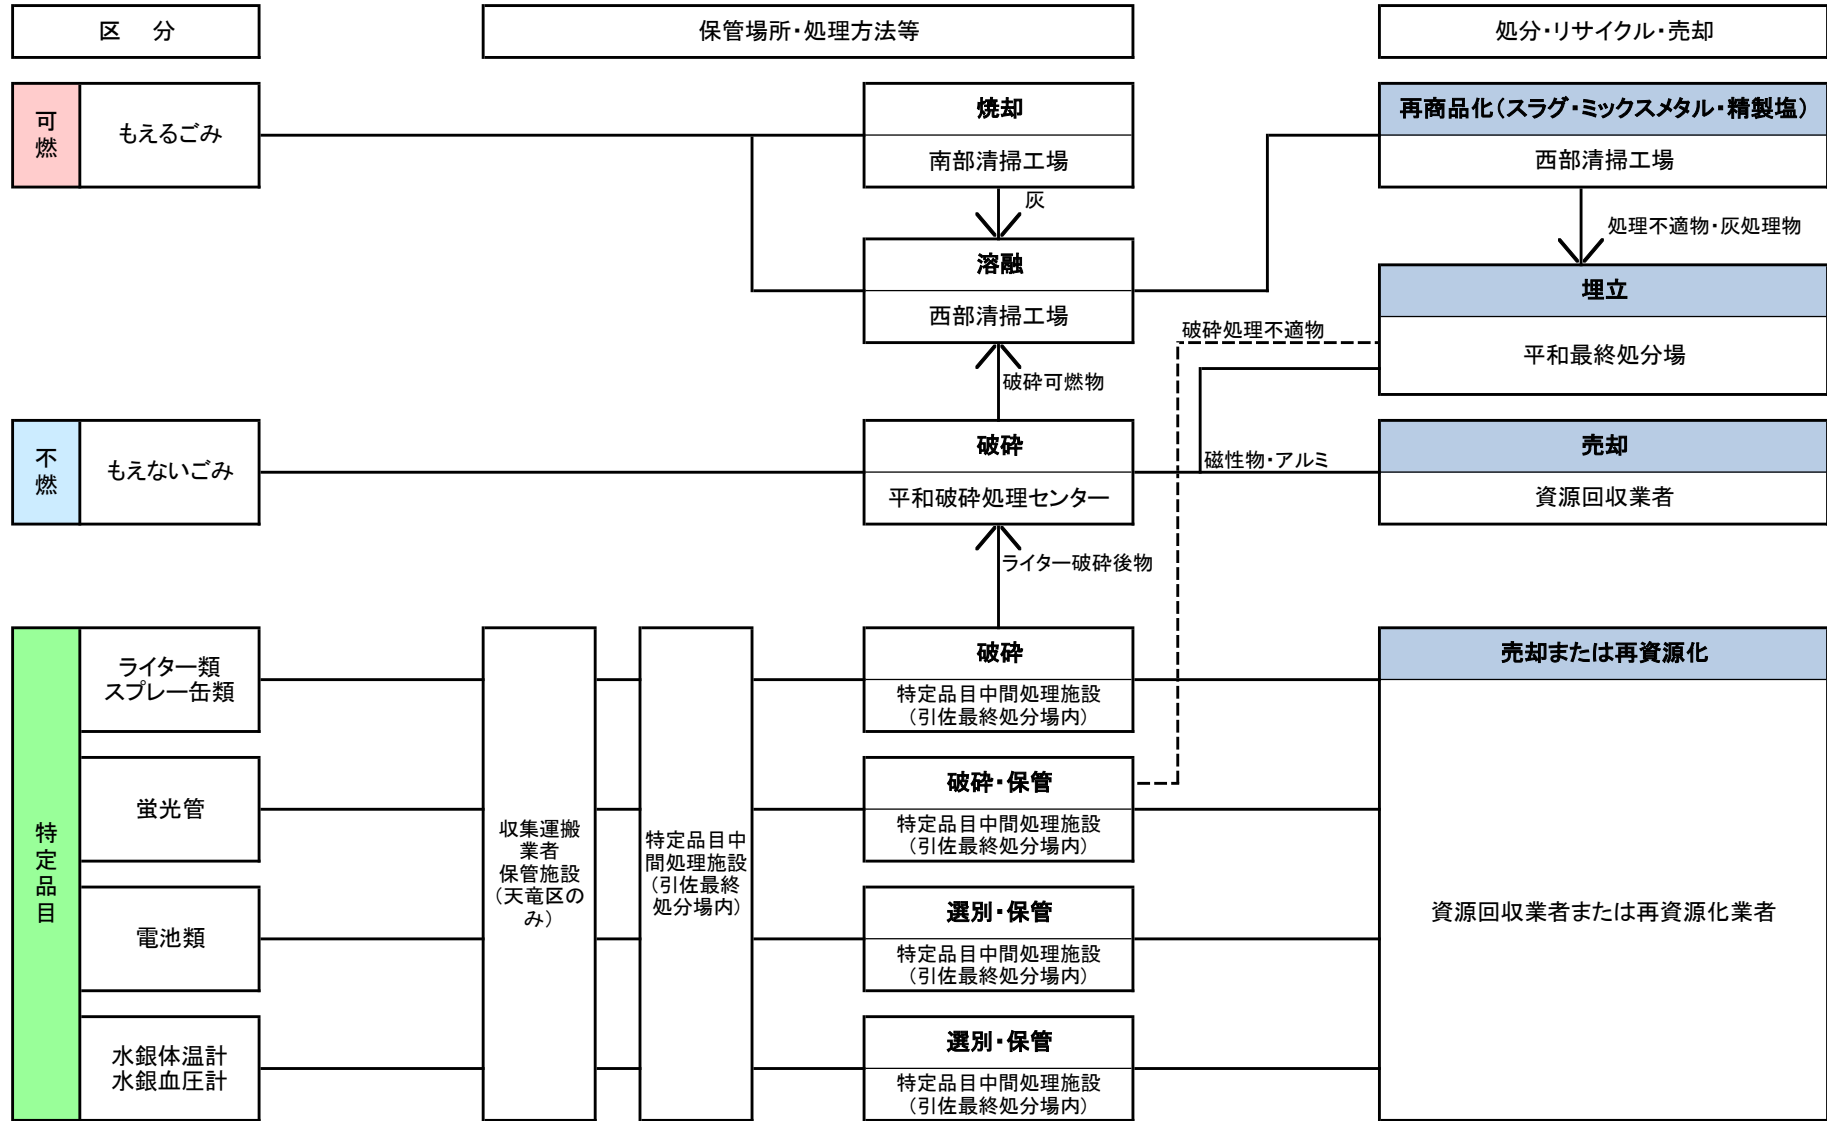 区　分
保管場所・処理方法等
処分・リサイクル・売却
可
燃
もえるごみ
焼却
南部清掃工場
灰
溶融
西部清掃工場
破砕可燃物
再商品化（スラグ・ミックスメタル・精製塩）
西部清掃工場
処理不適物・灰処理物
埋立
平和最終処分場
破砕処理不適物
不
燃
もえないごみ
破砕
平和破砕処理センター
磁性物・アルミ
売却
資源回収業者
ライター破砕後物
特
定
品
目
ライター類
スプレー缶類
蛍光管
電池類
水銀体温計
水銀血圧計
収集運搬
業者
保管施設
（天竜区の
み）
特定品目中
間処理施設
（引佐最終
処分場内）
破砕
特定品目中間処理施設
（引佐最終処分場内）
破砕・保管
特定品目中間処理施設
（引佐最終処分場内）
選別・保管
特定品目中間処理施設
（引佐最終処分場内）
選別・保管
特定品目中間処理施設
（引佐最終処分場内）
売却または再資源化
資源回収業者または再資源化業者